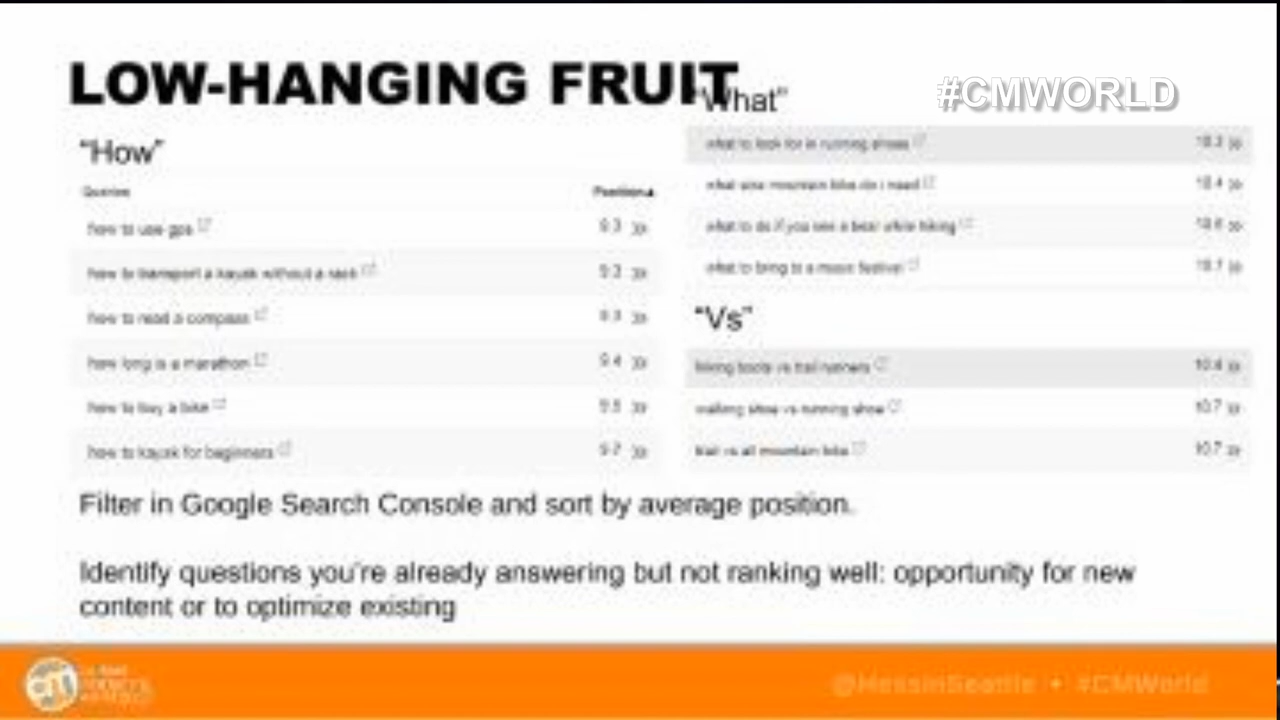 LOW-HANGING FRUIT
#CMWORLD
"How"
Queries Position
how to use gps 9.3
how to transport a kayak without a rack 9.3
how to read a compass 9.3
how long is a marathon 9.4
how to buy a bike 9.5
how to kayak for beginners 9.7
"What"
what to look for in running shoes 10.3
what size mountain bike do i need 10.4
what to do if you see a bear while hiking 10.6
what to bring to a music festival 10.7
"Vs"
hiking boots vs trail runners 10.4
walking shoe vs running shoe 10.7
trail vs all mountain bike 10.7
Filter in Google Search Console and sort by average position.
Identify questions you're already answering but not ranking well: opportunity for new
content or to optimize existing
@HessInSeattle • #CMWorld